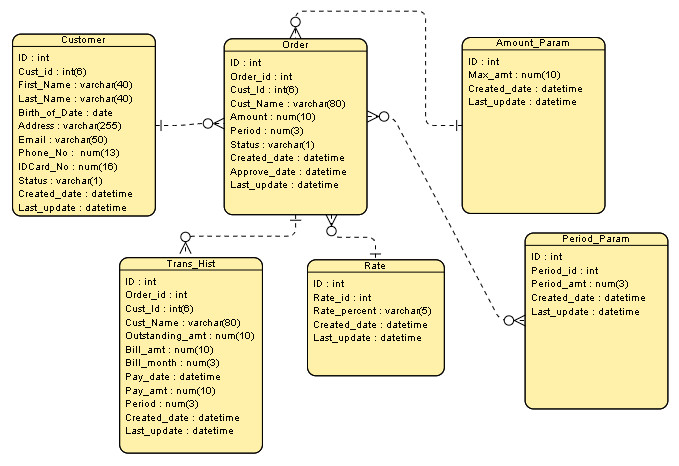 Customer
ID : int
Cust_id : int(6)
First_Name : varchar(40)
Last_Name : varchar(40)
Birth_of_Date : date
Address : varchar(255)
Email : varchar(50)
Phone_No : num(13)
IDCard_No : num(16)
Status : varchar(1)
Created_date : datetime
Last_update : datetime
Order
ID : int
Order_id : int
Cust_Id : int(6)
Cust_Name : varchar(80)
Amount : num(10)
Period : num(3)
Status : varchar(1)
Created_date : datetime
Approve_date : datetime
Last_update : datetime
Amount_Param
ID : int
Max_amt : num(10)
Created_date : datetime
Last_update : datetime
Trans_Hist
ID : int
Order_id : int
Cust_Id : int(6)
Cust_Name : varchar(80)
Outstanding_amt : num(10)
Bill_amt : num(10)
Bill_month : num(3)
Pay_date : datetime
Pay_amt : num(10)
Period : num(3)
Created_date : datetime
Last_update : datetime
Rate
ID : int
Rate_id : int
Rate_percent : varchar(5)
Created_date : datetime
Last_update : datetime
Period_Param
ID : int
Period_id : int
Period_amt : num(3)
Created_date : datetime
Last_update : datetime